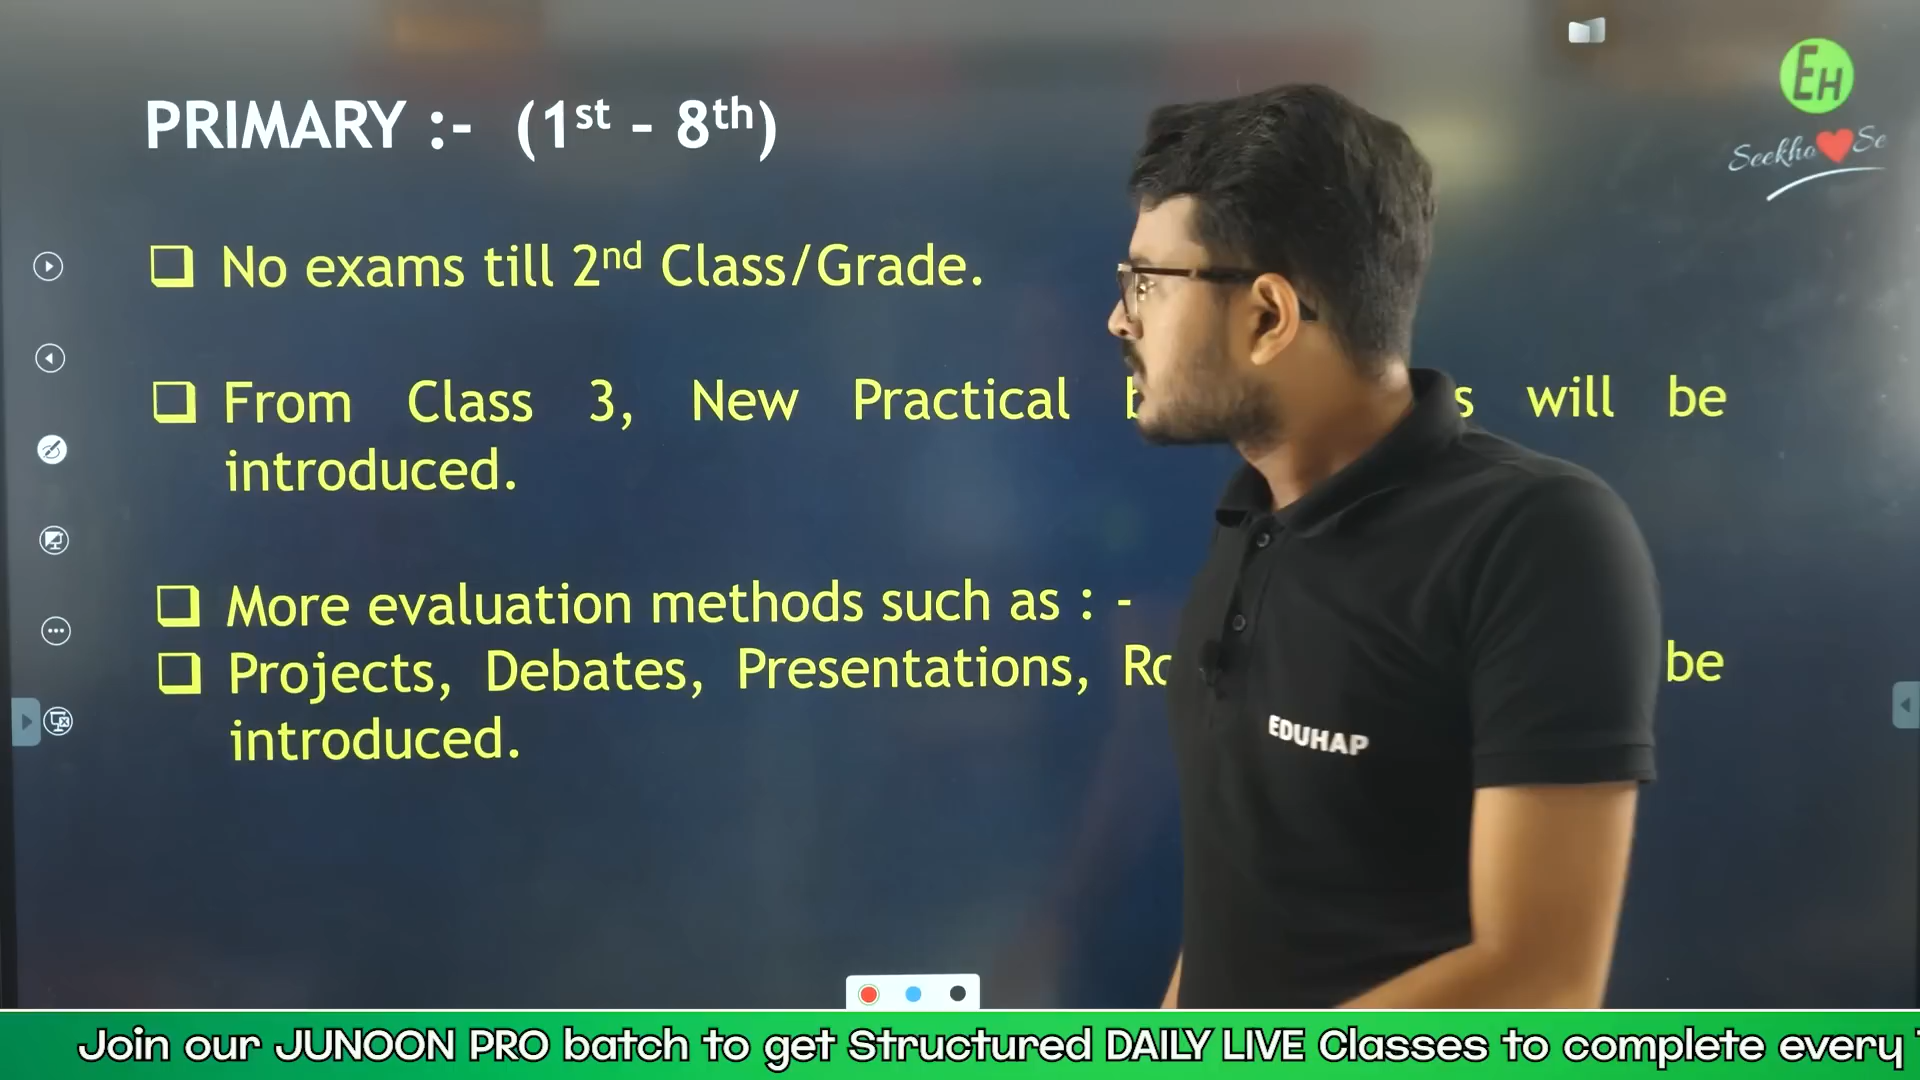 EH
Seekho ❤ Se
PRIMARY :- (1st - 8th)
❑ No exams till 2nd Class/Grade.
❑ From Class 3, New Practical will be
introduced.
❑ More evaluation methods such as : -
❑ Projects, Debates, Presentations, be
introduced.
EDUHAP
Join our JUNOON PRO batch to get Structured DAILY LIVE Classes to complete every